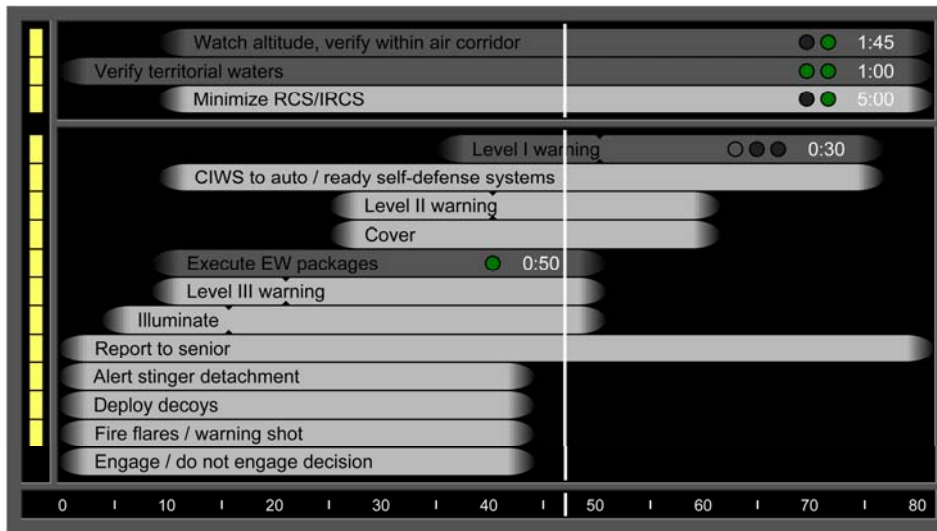 Watch altitude, verify within air corridor 1:45
Verify territorial waters 1:00
Minimize RCS/IRCS 5:00
Level I warning 0:30
CIWS to auto / ready self-defense systems
Level II warning
Cover
Execute EW packages 0:50
Level III warning
Illuminate
Report to senior
Alert stinger detachment
Deploy decoys
Fire flares / warning shot
Engage / do not engage decision
0 10 20 30 40 50 60 70 80